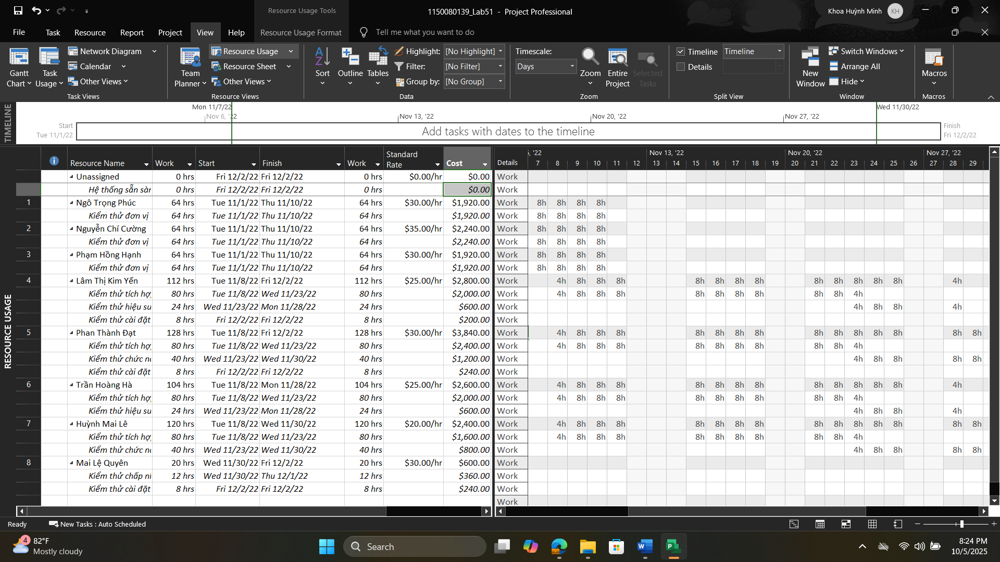 Resource Usage Tools
1150080139_Lab51 - Project Professional
Khoa Huỳnh Minh KH
File Task Resource Report Project View Help Resource Usage Format Tell me what you want to do
Gantt Chart
Task Usage
Network Diagram
Calendar
Other Views
Task Views
Team Planner
Resource Usage
Resource Sheet
Other Views
Resource Views
Sort
Outline
Tables
Highlight: [No Highlight]
Filter: [No Filter]
Group by: [No Group]
Data
Timescale:
Days
Zoom
Entire Project
Selected Tasks
Zoom
Timeline Timeline
Details
Split View
New Window
Switch Windows
Arrange All
Hide
Window
Macros
Macros
TIMELINE
Mon 11/7/22 Wed 11/30/22
Nov 6, '22 Nov 13, '22 Nov 20, '22 Nov 27, '22
Start
Tue 11/1/22
Add tasks with dates to the timeline
Finish
Fri 12/2/22
RESOURCE USAGE
Resource Name Work Start Finish Work Standard Rate Cost Details
, '22 Nov 13, '22 Nov 20, '22 Nov 27, '22
7 8 9 10 11 12 13 14 15 16 17 18 19 20 21 22 23 24 25 26 27 28 29
Unassigned 0 hrs Fri 12/2/22 Fri 12/2/22 0 hrs $0.00/hr $0.00 Work
Hệ thống sẵn sàn 0 hrs Fri 12/2/22 Fri 12/2/22 0 hrs $0.00 Work
1 Ngô Trọng Phúc 64 hrs Tue 11/1/22 Thu 11/10/22 64 hrs $30.00/hr $1,920.00 Work 8h 8h 8h 8h
Kiểm thử đơn vị 64 hrs Tue 11/1/22 Thu 11/10/22 64 hrs $1,920.00 Work 8h 8h 8h 8h
2 Nguyễn Chí Cường 64 hrs Tue 11/1/22 Thu 11/10/22 64 hrs $35.00/hr $2,240.00 Work 8h 8h 8h 8h
Kiểm thử đơn vị 64 hrs Tue 11/1/22 Thu 11/10/22 64 hrs $2,240.00 Work 8h 8h 8h 8h
3 Phạm Hồng Hạnh 64 hrs Tue 11/1/22 Thu 11/10/22 64 hrs $30.00/hr $1,920.00 Work 8h 8h 8h 8h
Kiểm thử đơn vị 64 hrs Tue 11/1/22 Thu 11/10/22 64 hrs $1,920.00 Work 8h 8h 8h 8h
4 Lâm Thị Kim Yến 112 hrs Tue 11/8/22 Fri 12/2/22 112 hrs $25.00/hr $2,800.00 Work 4h 8h 8h 8h 8h 8h 8h 8h 8h 8h 8h 8h 8h 4h
Kiểm thử tích hợ 80 hrs Tue 11/8/22 Wed 11/23/22 80 hrs $2,000.00 Work 4h 8h 8h 8h 8h 8h 8h 8h 8h 8h 4h
Kiểm thử hiệu su 24 hrs Wed 11/23/22 Mon 11/28/22 24 hrs $600.00 Work 4h 8h 8h 4h
Kiểm thử cài đặt 8 hrs Fri 12/2/22 Fri 12/2/22 8 hrs $200.00 Work
5 Phan Thành Đạt 128 hrs Tue 11/8/22 Fri 12/2/22 128 hrs $30.00/hr $3,840.00 Work 4h 8h 8h 8h 8h 8h 8h 8h 8h 8h 8h 8h 8h 8h 8h
Kiểm thử tích hợ 80 hrs Tue 11/8/22 Wed 11/23/22 80 hrs $2,400.00 Work 4h 8h 8h 8h 8h 8h 8h 8h 8h 8h 4h
Kiểm thử chức nă 40 hrs Wed 11/23/22 Wed 11/30/22 40 hrs $1,200.00 Work 4h 8h 8h 8h 8h
Kiểm thử cài đặt 8 hrs Fri 12/2/22 Fri 12/2/22 8 hrs $240.00 Work
6 Trần Hoàng Hà 104 hrs Tue 11/8/22 Mon 11/28/22 104 hrs $25.00/hr $2,600.00 Work 4h 8h 8h 8h 8h 8h 8h 8h 8h 8h 8h 8h 8h 4h
Kiểm thử tích hợ 80 hrs Tue 11/8/22 Wed 11/23/22 80 hrs $2,000.00 Work 4h 8h 8h 8h 8h 8h 8h 8h 8h 8h 4h
Kiểm thử hiệu su 24 hrs Wed 11/23/22 Mon 11/28/22 24 hrs $600.00 Work 4h 8h 8h 4h
7 Huỳnh Mai Lê 120 hrs Tue 11/8/22 Wed 11/30/22 120 hrs $20.00/hr $2,400.00 Work 4h 8h 8h 8h 8h 8h 8h 8h 8h 8h 8h 8h 8h 8h 8h
Kiểm thử tích hợ 80 hrs Tue 11/8/22 Wed 11/23/22 80 hrs $1,600.00 Work 4h 8h 8h 8h 8h 8h 8h 8h 8h 8h 4h
Kiểm thử chức nă 40 hrs Wed 11/23/22 Wed 11/30/22 40 hrs $800.00 Work 4h 8h 8h 8h 8h
8 Mai Lệ Quyên 20 hrs Wed 11/30/22 Fri 12/2/22 20 hrs $30.00/hr $600.00 Work
Kiểm thử chấp nh 12 hrs Wed 11/30/22 Thu 12/1/22 12 hrs $360.00 Work
Kiểm thử cài đặt 8 hrs Fri 12/2/22 Fri 12/2/22 8 hrs $240.00 Work
Work
Ready New Tasks : Auto Scheduled
4 82°F
Mostly cloudy
Search
8:24 PM
10/5/2025